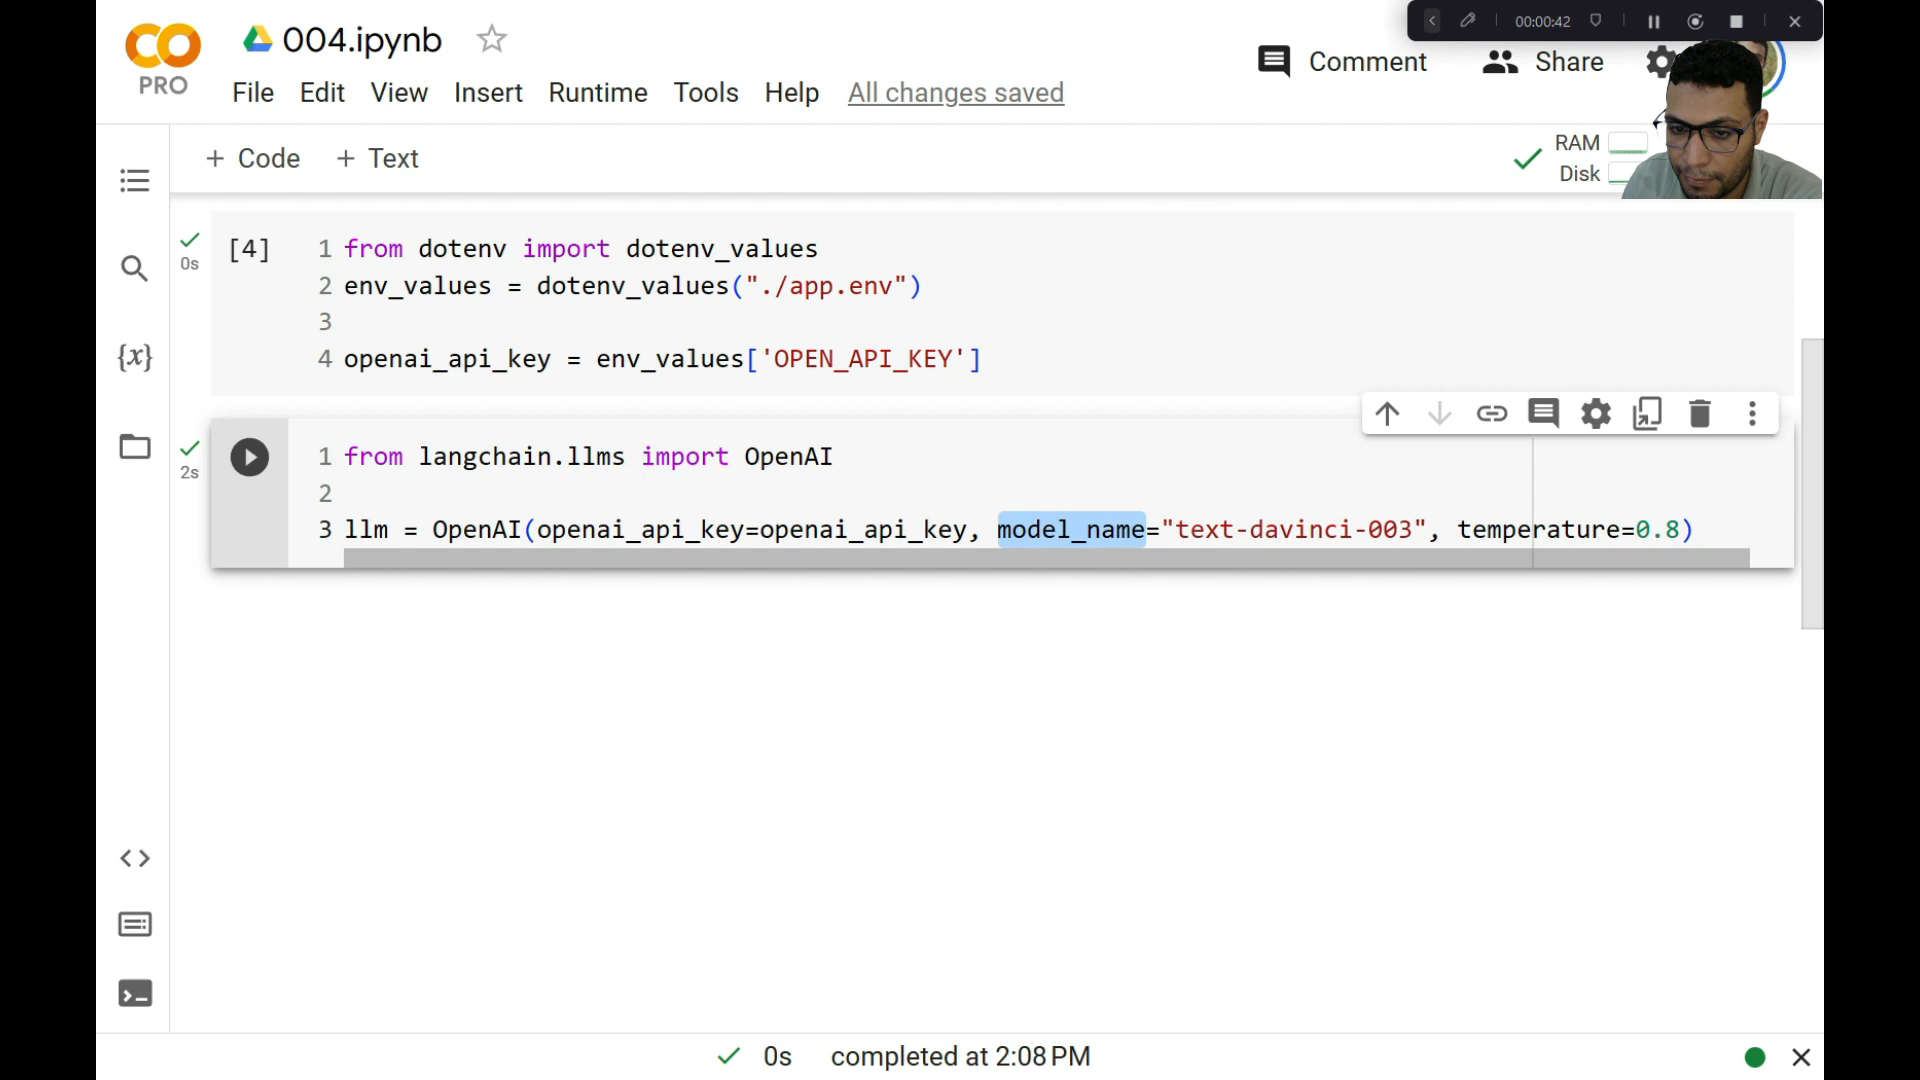 00:00:42
004.ipynb
PRO
Comment
Share
File Edit View Insert Runtime Tools Help All changes saved
+ Code + Text
RAM
Disk
[4]
0s
1 from dotenv import dotenv_values
2 env_values = dotenv_values("./app.env")
3
4 openai_api_key = env_values['OPEN_API_KEY']
{x}
2s
1 from langchain.llms import OpenAI
2
3 llm = OpenAI(openai_api_key=openai_api_key, model_name="text-davinci-003", temperature=0.8)
0s completed at 2:08 PM